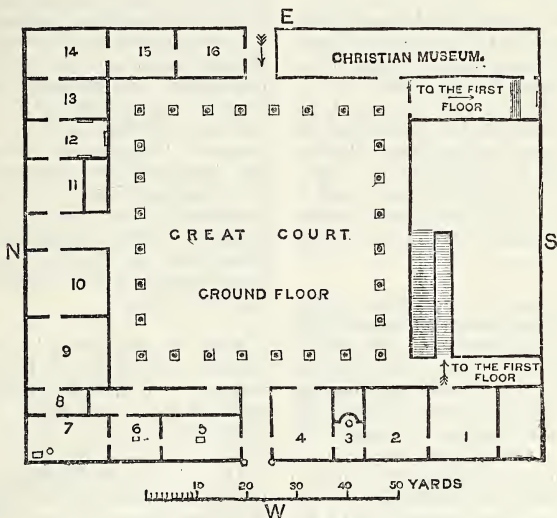 E
14 15 16 CHRISTIAN MUSEUM.
13 TO THE FIRST
FLOOR
12
11
GREAT COURT
N S
10 GROUND FLOOR
9
TO THE FIRST
FLOOR
8
7 6 5 4 3 2 1
10 20 30 40 50 YARDS
W